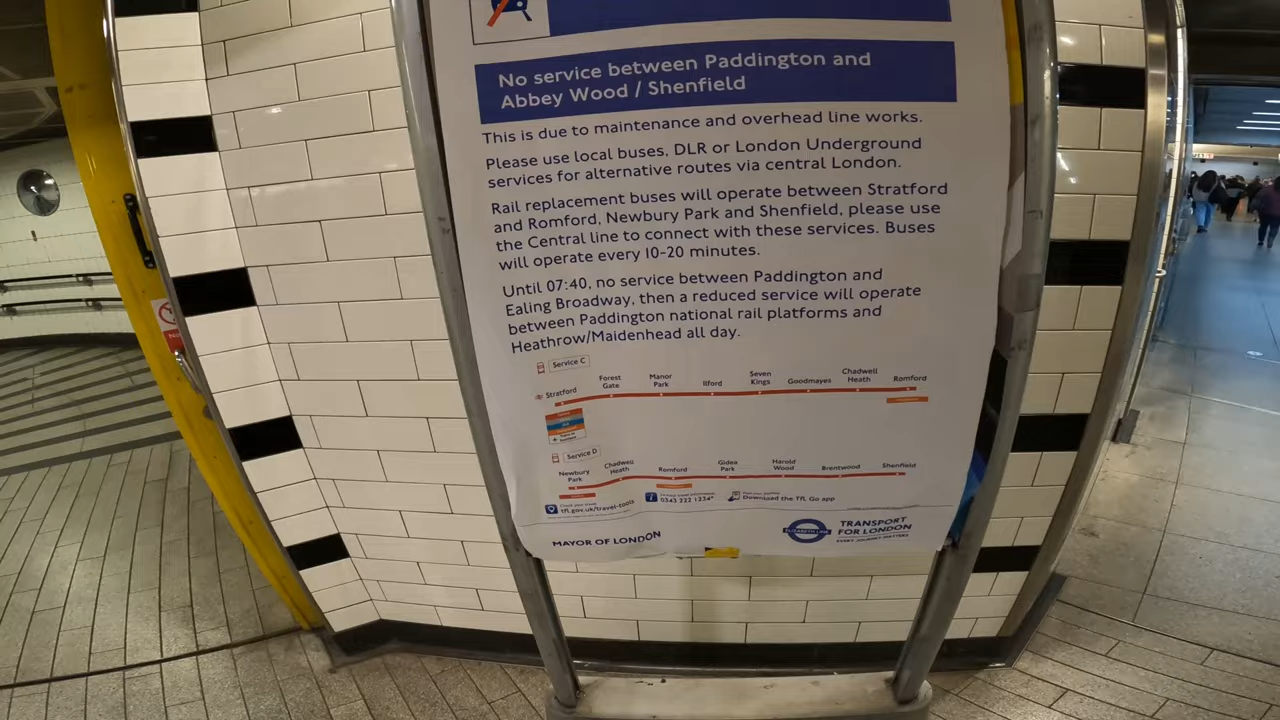 No service between Paddington and
Abbey Wood / Shenfield
This is due to maintenance and overhead line works.
Please use local buses, DLR or London Underground
services for alternative routes via central London.
Rail replacement buses will operate between Stratford
and Romford, Newbury Park and Shenfield, please use
the Central line to connect with these services. Buses
will operate every 10-20 minutes.
Until 07:40, no service between Paddington and
Ealing Broadway, then a reduced service will operate
between Paddington national rail platforms and
Heathrow/Maidenhead all day.
Service C
Stratford
Forest
Gate
Manor
Park
Ilford
Seven
Kings
Goodmayes
Chadwell
Heath
Romford
Service D
Newbury
Park
Chadwell
Heath
Romford
Gidea
Park
Harold
Wood
Brentwood
Shenfield
tfl.gov.uk/travel-tools
0343 222 1234*
Download the TfL Go app
MAYOR OF LONDON
ELIZABETH LINE
TRANSPORT
FOR LONDON
EVERY JOURNEY MATTERS